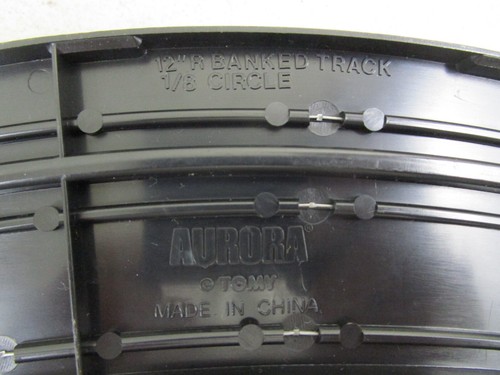 12"R BANKED TRACK
1/8 CIRCLE
AURORA®
©TOMY
MADE IN CHINA